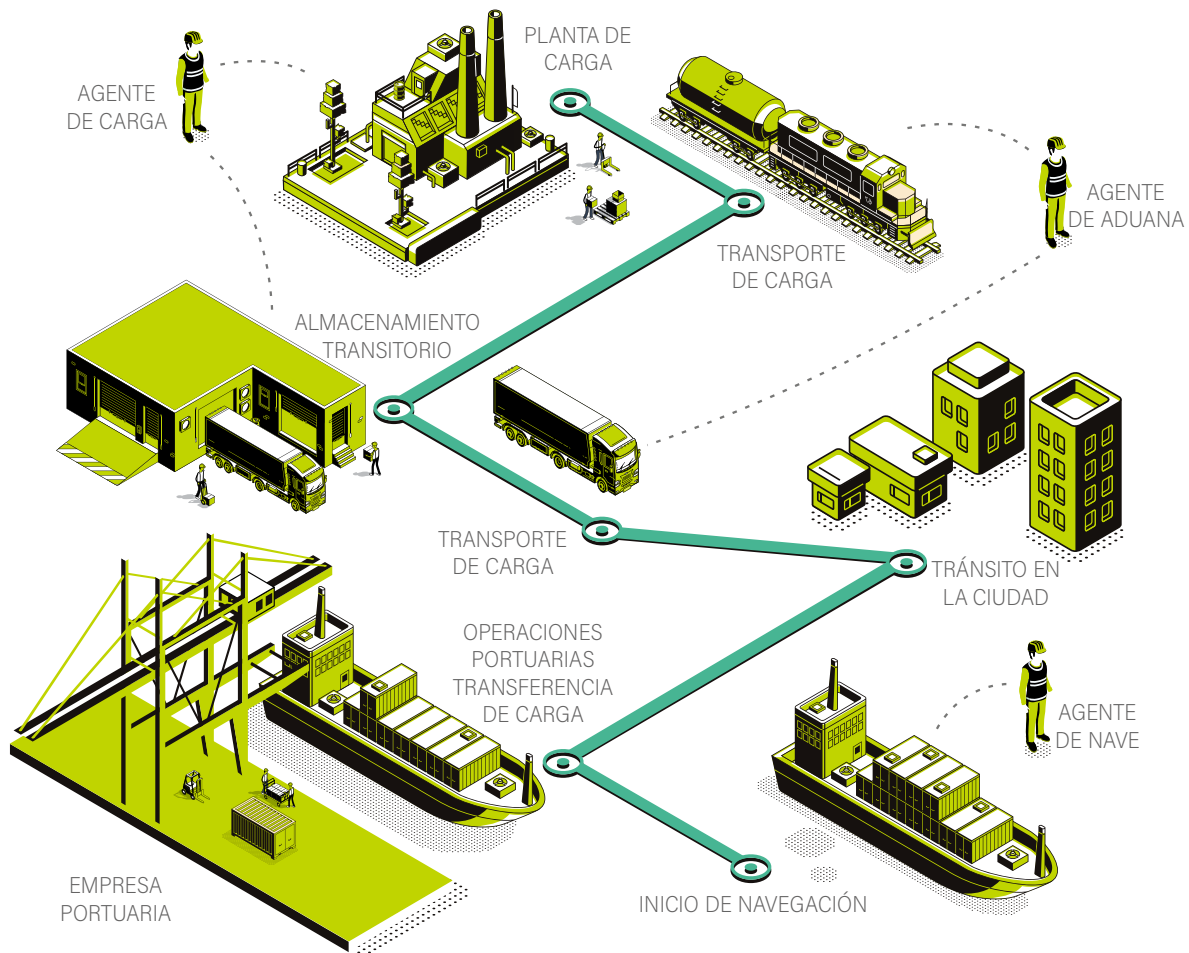 PLANTA DE
CARGA
AGENTE
DE CARGA
AGENTE
DE ADUANA
TRANSPORTE
DE CARGA
ALMACENAMIENTO
TRANSITORIO
TRANSPORTE
DE CARGA
TRÁNSITO EN
LA CIUDAD
OPERACIONES
PORTUARIAS
TRANSFERENCIA
DE CARGA
AGENTE
DE NAVE
EMPRESA
PORTUARIA
INICIO DE NAVEGACIÓN